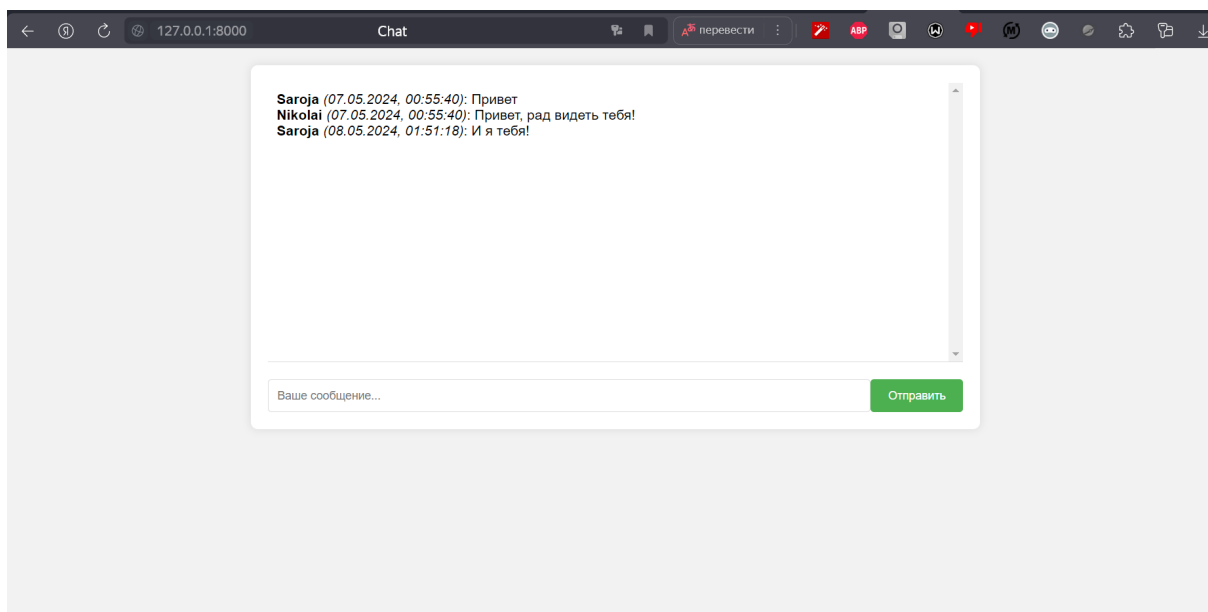 127.0.0.1:8000 Chat перевести ABP
Saroja (07.05.2024, 00:55:40): Привет
Nikolai (07.05.2024, 00:55:40): Привет, рад видеть тебя!
Saroja (08.05.2024, 01:51:18): И я тебя!
Ваше сообщение... Отправить